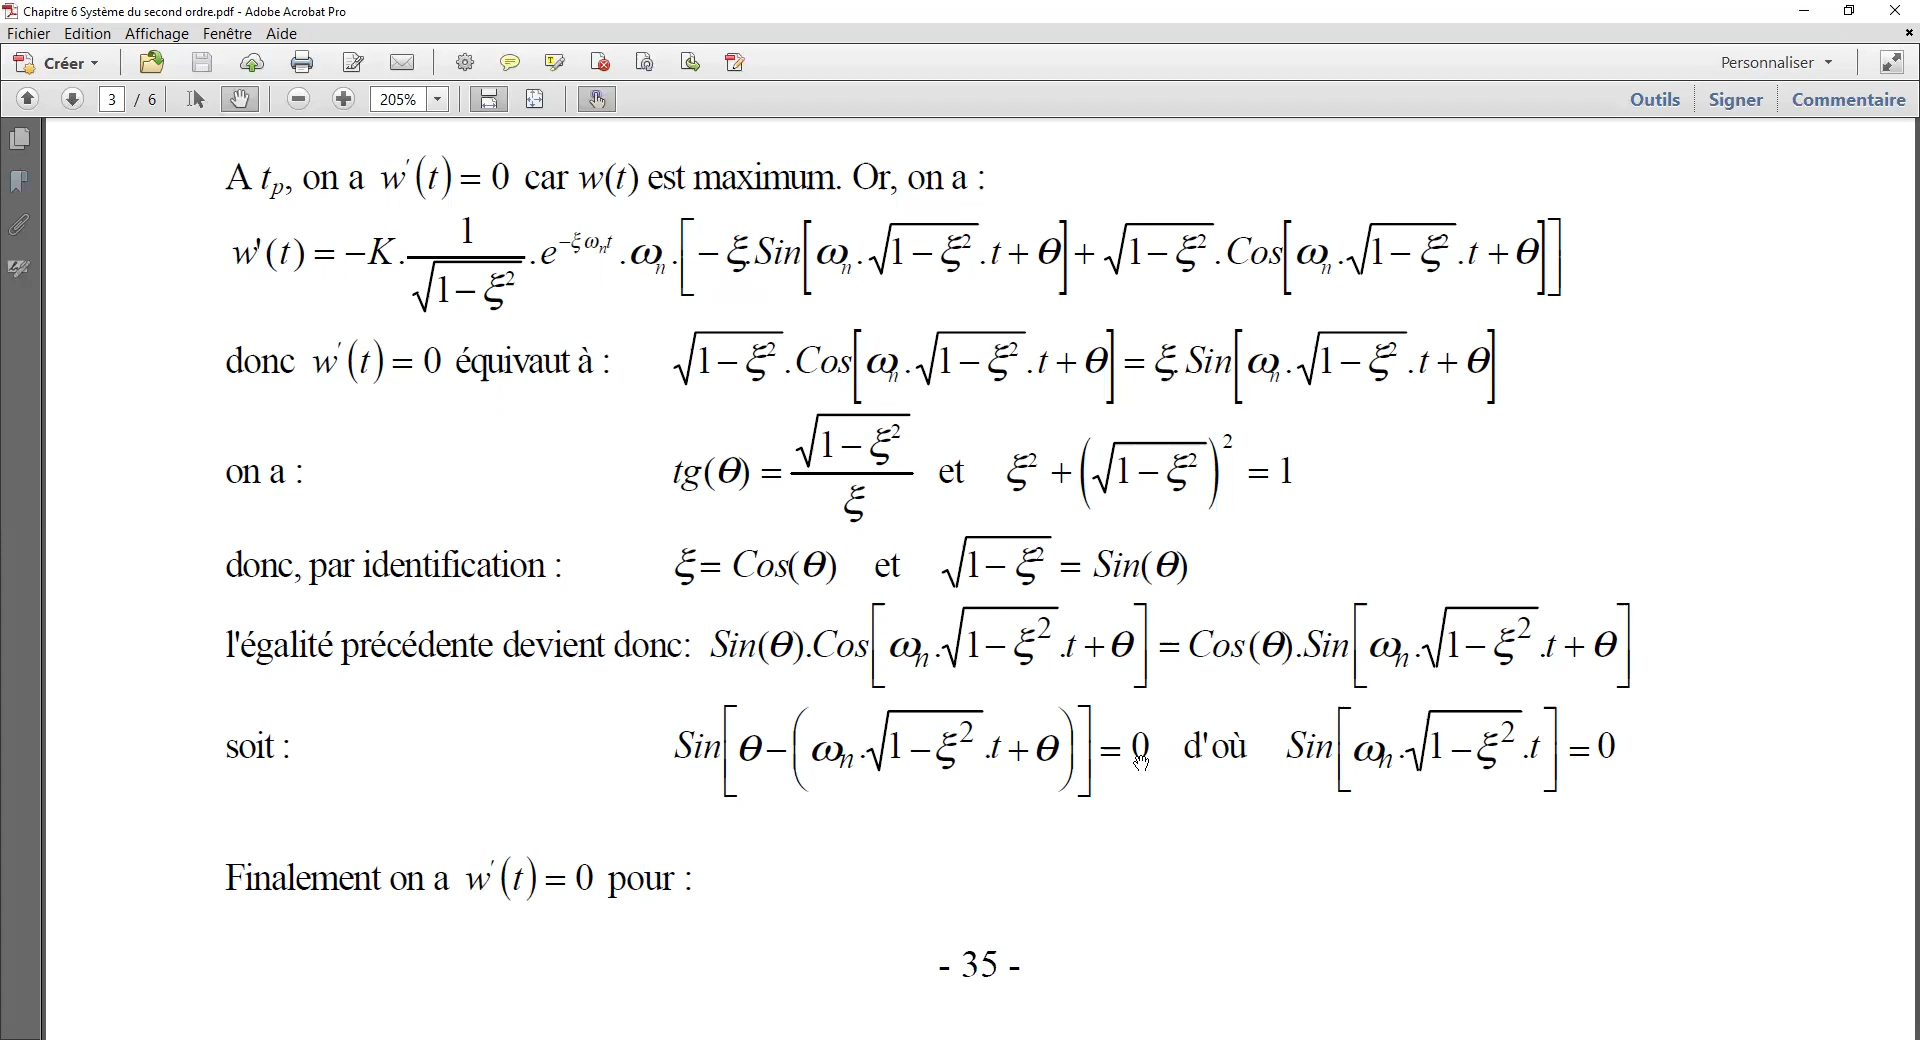 Chapitre 6 Système du second ordre.pdf - Adobe Acrobat Pro
Fichier Edition Affichage Fenêtre Aide
Créer Personnaliser
3 / 6 205% Outils Signer Commentaire
A t_p, on a w'(t) = 0 car w(t) est maximum. Or, on a :
w'(t) = −K . 1/√(1−ξ²) . e^(−ξω_n t) . ω_n . [−ξ.Sin[ω_n.√(1−ξ²).t+θ] + √(1−ξ²).Cos[ω_n.√(1−ξ²).t+θ]]
donc w'(t) = 0 équivaut à : √(1−ξ²).Cos[ω_n.√(1−ξ²).t+θ] = ξ.Sin[ω_n.√(1−ξ²).t+θ]
on a : tg(θ) = √(1−ξ²)/ξ et ξ² + (√(1−ξ²))² = 1
donc, par identification : ξ = Cos(θ) et √(1−ξ²) = Sin(θ)
l'égalité précédente devient donc: Sin(θ).Cos[ω_n.√(1−ξ²).t+θ] = Cos(θ).Sin[ω_n.√(1−ξ²).t+θ]
soit : Sin[θ−(ω_n.√(1−ξ²).t+θ)] = 0 d'où Sin[ω_n.√(1−ξ²).t] = 0
Finalement on a w'(t) = 0 pour :
- 35 -